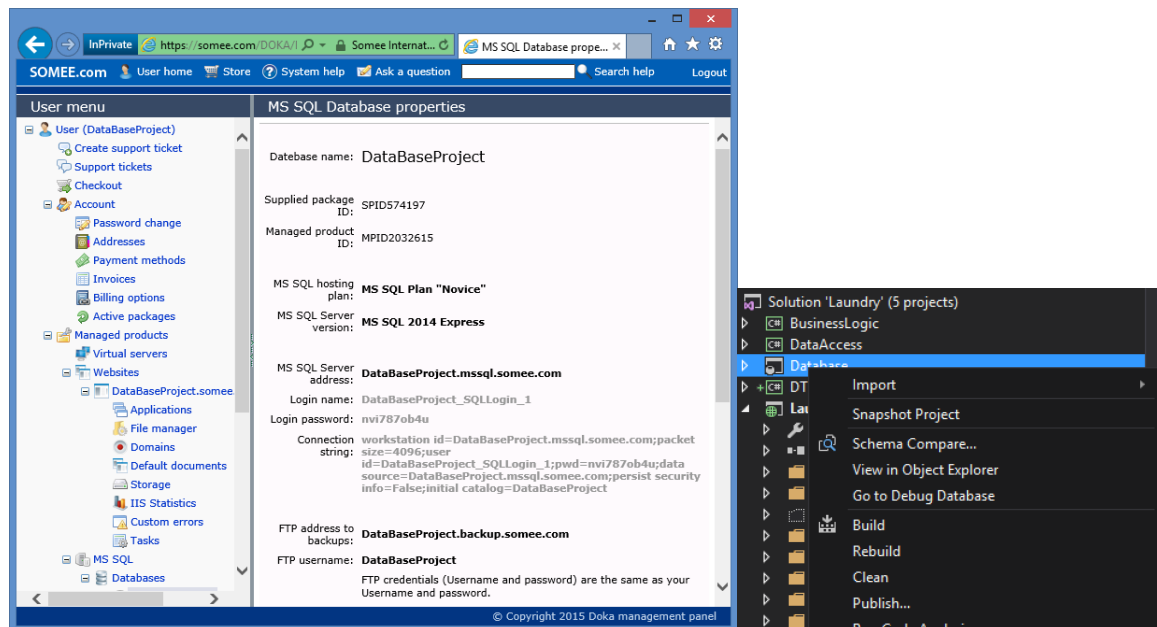 InPrivate https://somee.com/DOKA/I Somee Internat... MS SQL Database prope... ×
SOMEE.com User home Store System help Ask a question Search help Logout
User menu
User (DataBaseProject)
Create support ticket
Support tickets
Checkout
Account
Password change
Addresses
Payment methods
Invoices
Billing options
Active packages
Managed products
Virtual servers
Websites
DataBaseProject.somee.
Applications
File manager
Domains
Default documents
Storage
IIS Statistics
Custom errors
Tasks
MS SQL
Databases
MS SQL Database properties
Datebase name: DataBaseProject
Supplied package
ID: SPID574197
Managed product
ID: MPID2032615
MS SQL hosting
plan: MS SQL Plan "Novice"
MS SQL Server
version: MS SQL 2014 Express
MS SQL Server
address: DataBaseProject.mssql.somee.com
Login name: DataBaseProject_SQLLogin_1
Login password: nvi787ob4u
Connection
string: workstation id=DataBaseProject.mssql.somee.com;packet
size=4096;user
id=DataBaseProject_SQLLogin_1;pwd=nvi787ob4u;data
source=DataBaseProject.mssql.somee.com;persist security
info=False;initial catalog=DataBaseProject
FTP address to
backups: DataBaseProject.backup.somee.com
FTP username: DataBaseProject
FTP credentials (Username and password) are the same as your
Username and password.
© Copyright 2015 Doka management panel
Solution 'Laundry' (5 projects)
C# BusinessLogic
C# DataAccess
Database
C# DT
Lau
Import
Snapshot Project
Schema Compare...
View in Object Explorer
Go to Debug Database
Build
Rebuild
Clean
Publish...